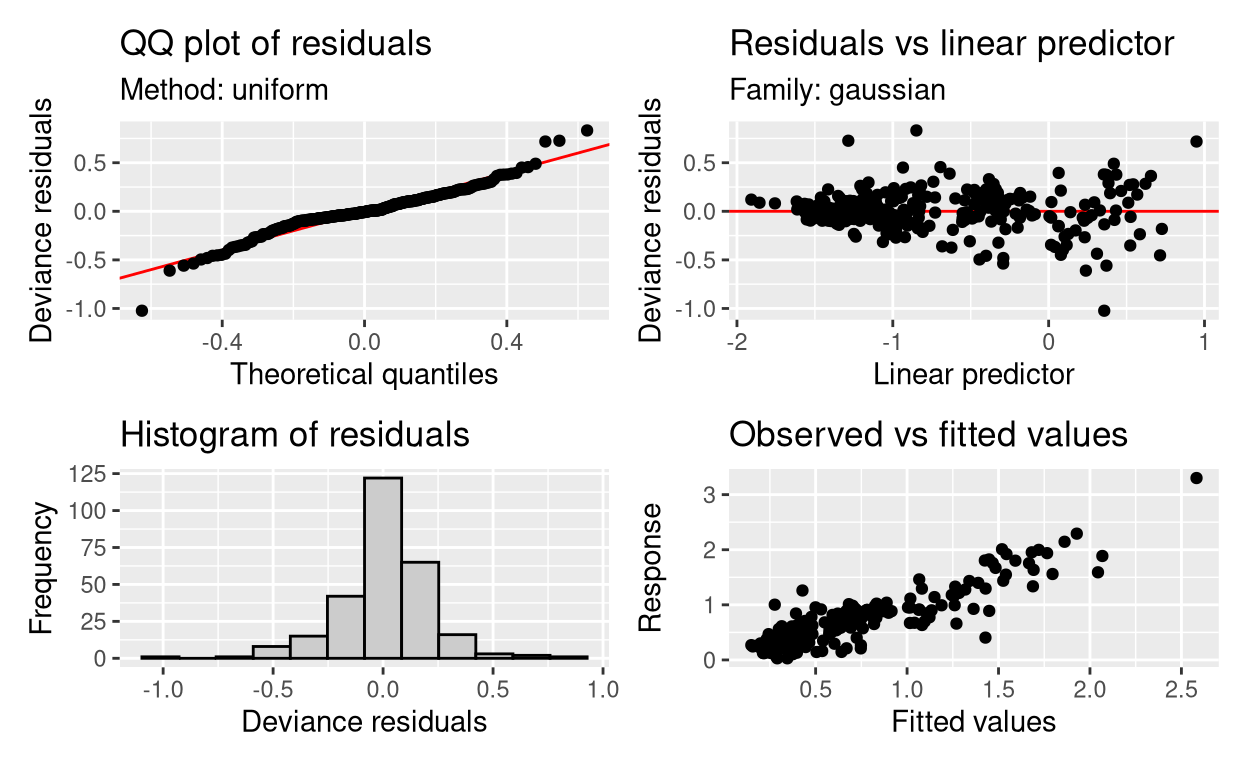 QQ plot of residuals
Method: uniform
Deviance residuals
0.5
0.0
-0.5
-1.0
-0.4
0.0
0.4
Theoretical quantiles
Residuals vs linear predictor
Family: gaussian
Deviance residuals
0.5
0.0
-0.5
-1.0
-2
-1
0
1
Linear predictor
Histogram of residuals
Frequency
125
100
75
50
25
0
-1.0
-0.5
0.0
0.5
1.0
Deviance residuals
Observed vs fitted values
Response
3
2
1
0
0.5
1.0
1.5
2.0
2.5
Fitted values